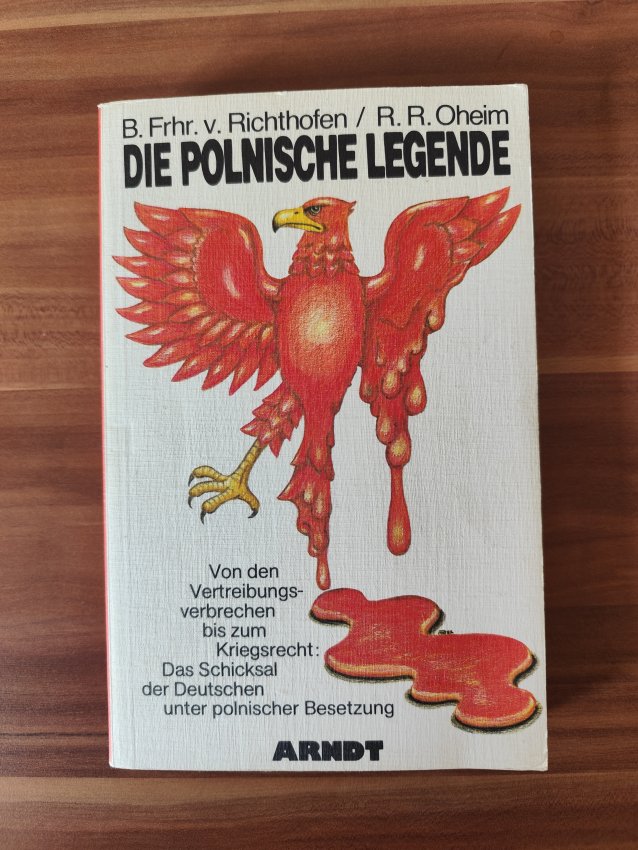 B. Frhr. v. Richthofen / R. R. Oheim
DIE POLNISCHE LEGENDE
Von den
Vertreibungs-
verbrechen
bis zum
Kriegsrecht:
Das Schicksal
der Deutschen
unter polnischer Besetzung
ARNDT